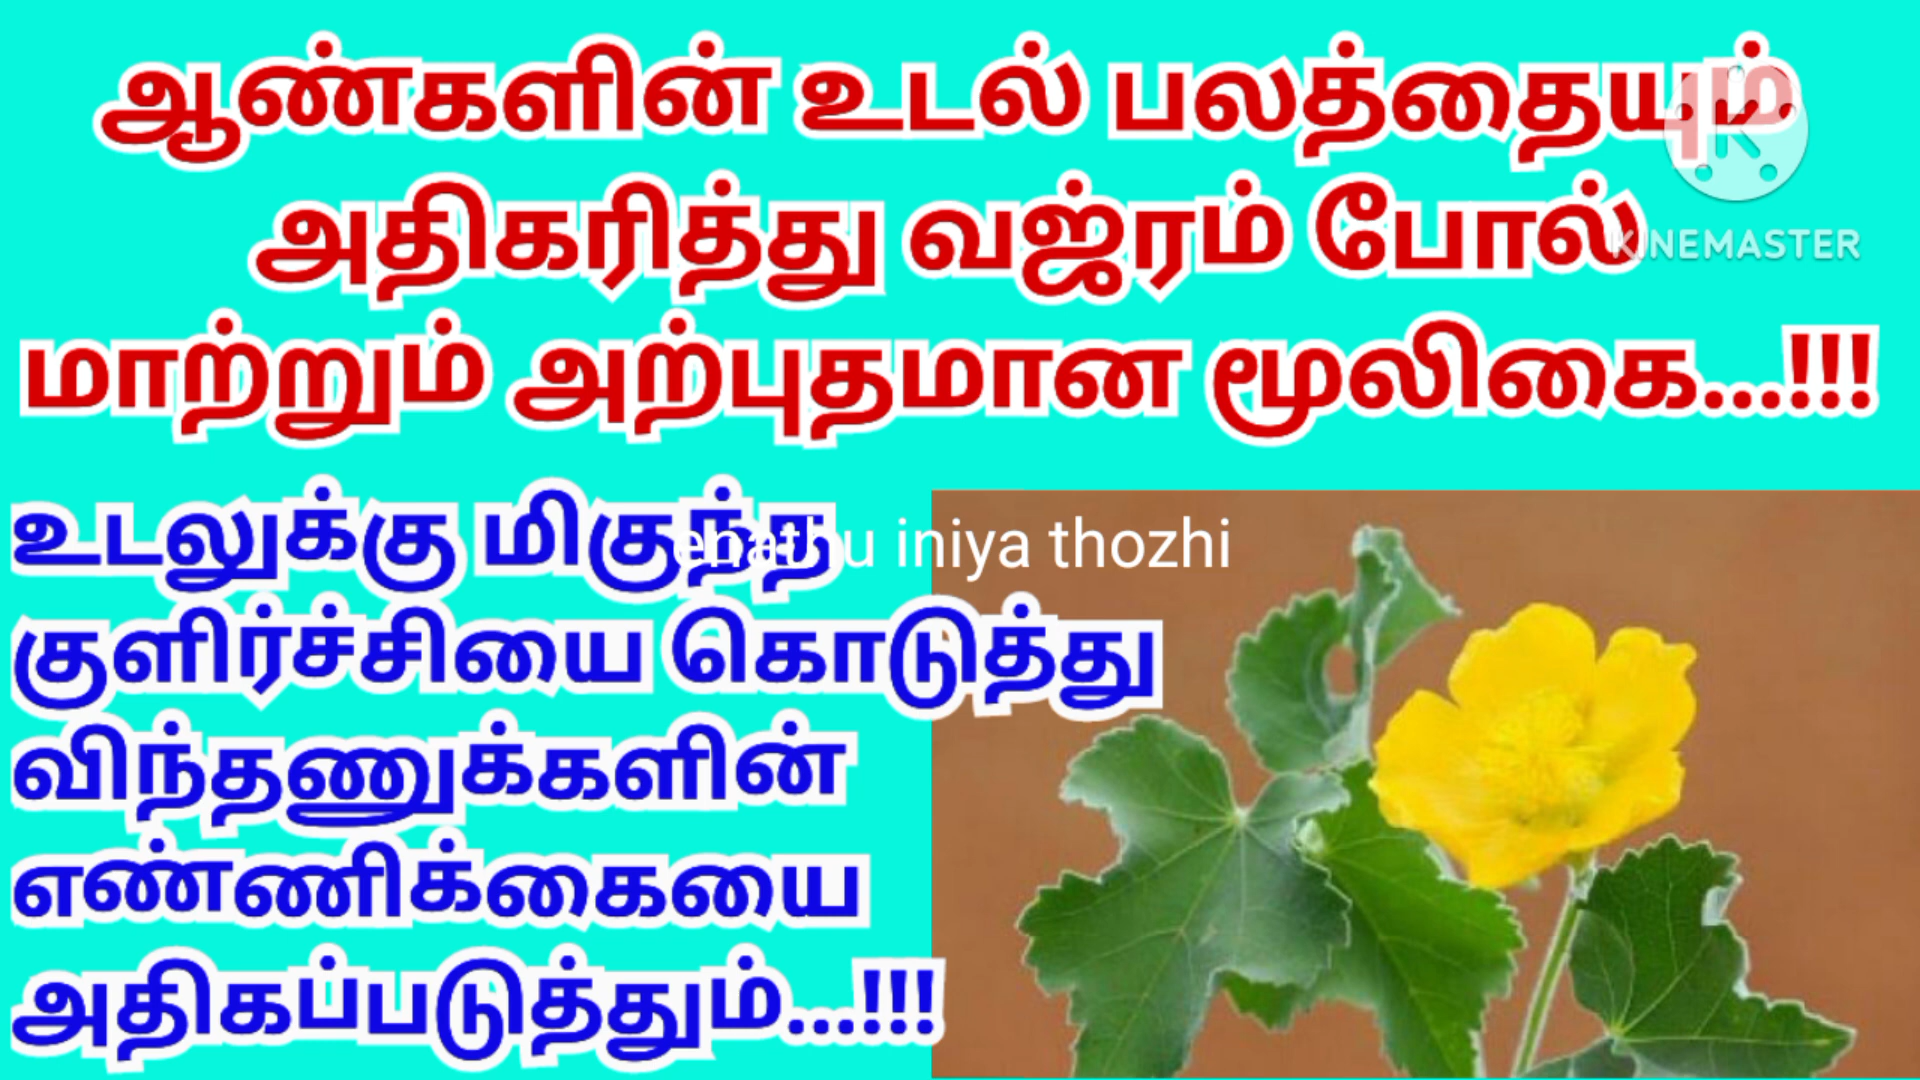 ஆண்களின் உடல் பலத்தையும்
அதிகரித்து வஜ்ரம் போல்
KINEMASTER
மாற்றும் அற்புதமான மூலிகை...!!!
உடலுக்கு மிகுந்த
enathu iniya thozhi
குளிர்ச்சியை கொடுத்து
விந்தணுக்களின்
எண்ணிக்கையை
அதிகப்படுத்தும்...!!!